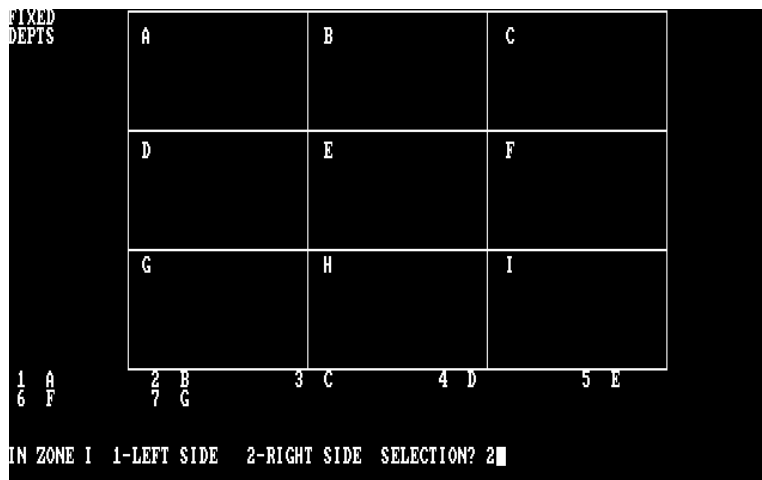 FIXED
DEPTS A B C
D E F
G H I
1 A 2 B 3 C 4 D 5 E
6 F 7 G
IN ZONE I 1-LEFT SIDE 2-RIGHT SIDE SELECTION? 2